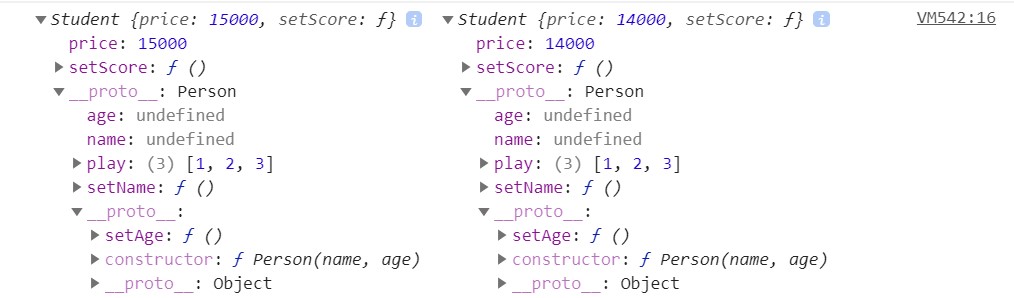 ▼Student {price: 15000, setScore: ƒ} i ▼Student {price: 14000, setScore: ƒ} i VM542:16
price: 15000 price: 14000
▶setScore: ƒ () ▶setScore: ƒ ()
▼__proto__: Person ▼__proto__: Person
age: undefined age: undefined
name: undefined name: undefined
▶play: (3) [1, 2, 3] ▶play: (3) [1, 2, 3]
▶setName: ƒ () ▶setName: ƒ ()
▼__proto__: ▼__proto__:
▶setAge: ƒ () ▶setAge: ƒ ()
▶constructor: ƒ Person(name, age) ▶constructor: ƒ Person(name, age)
▶__proto__: Object ▶__proto__: Object